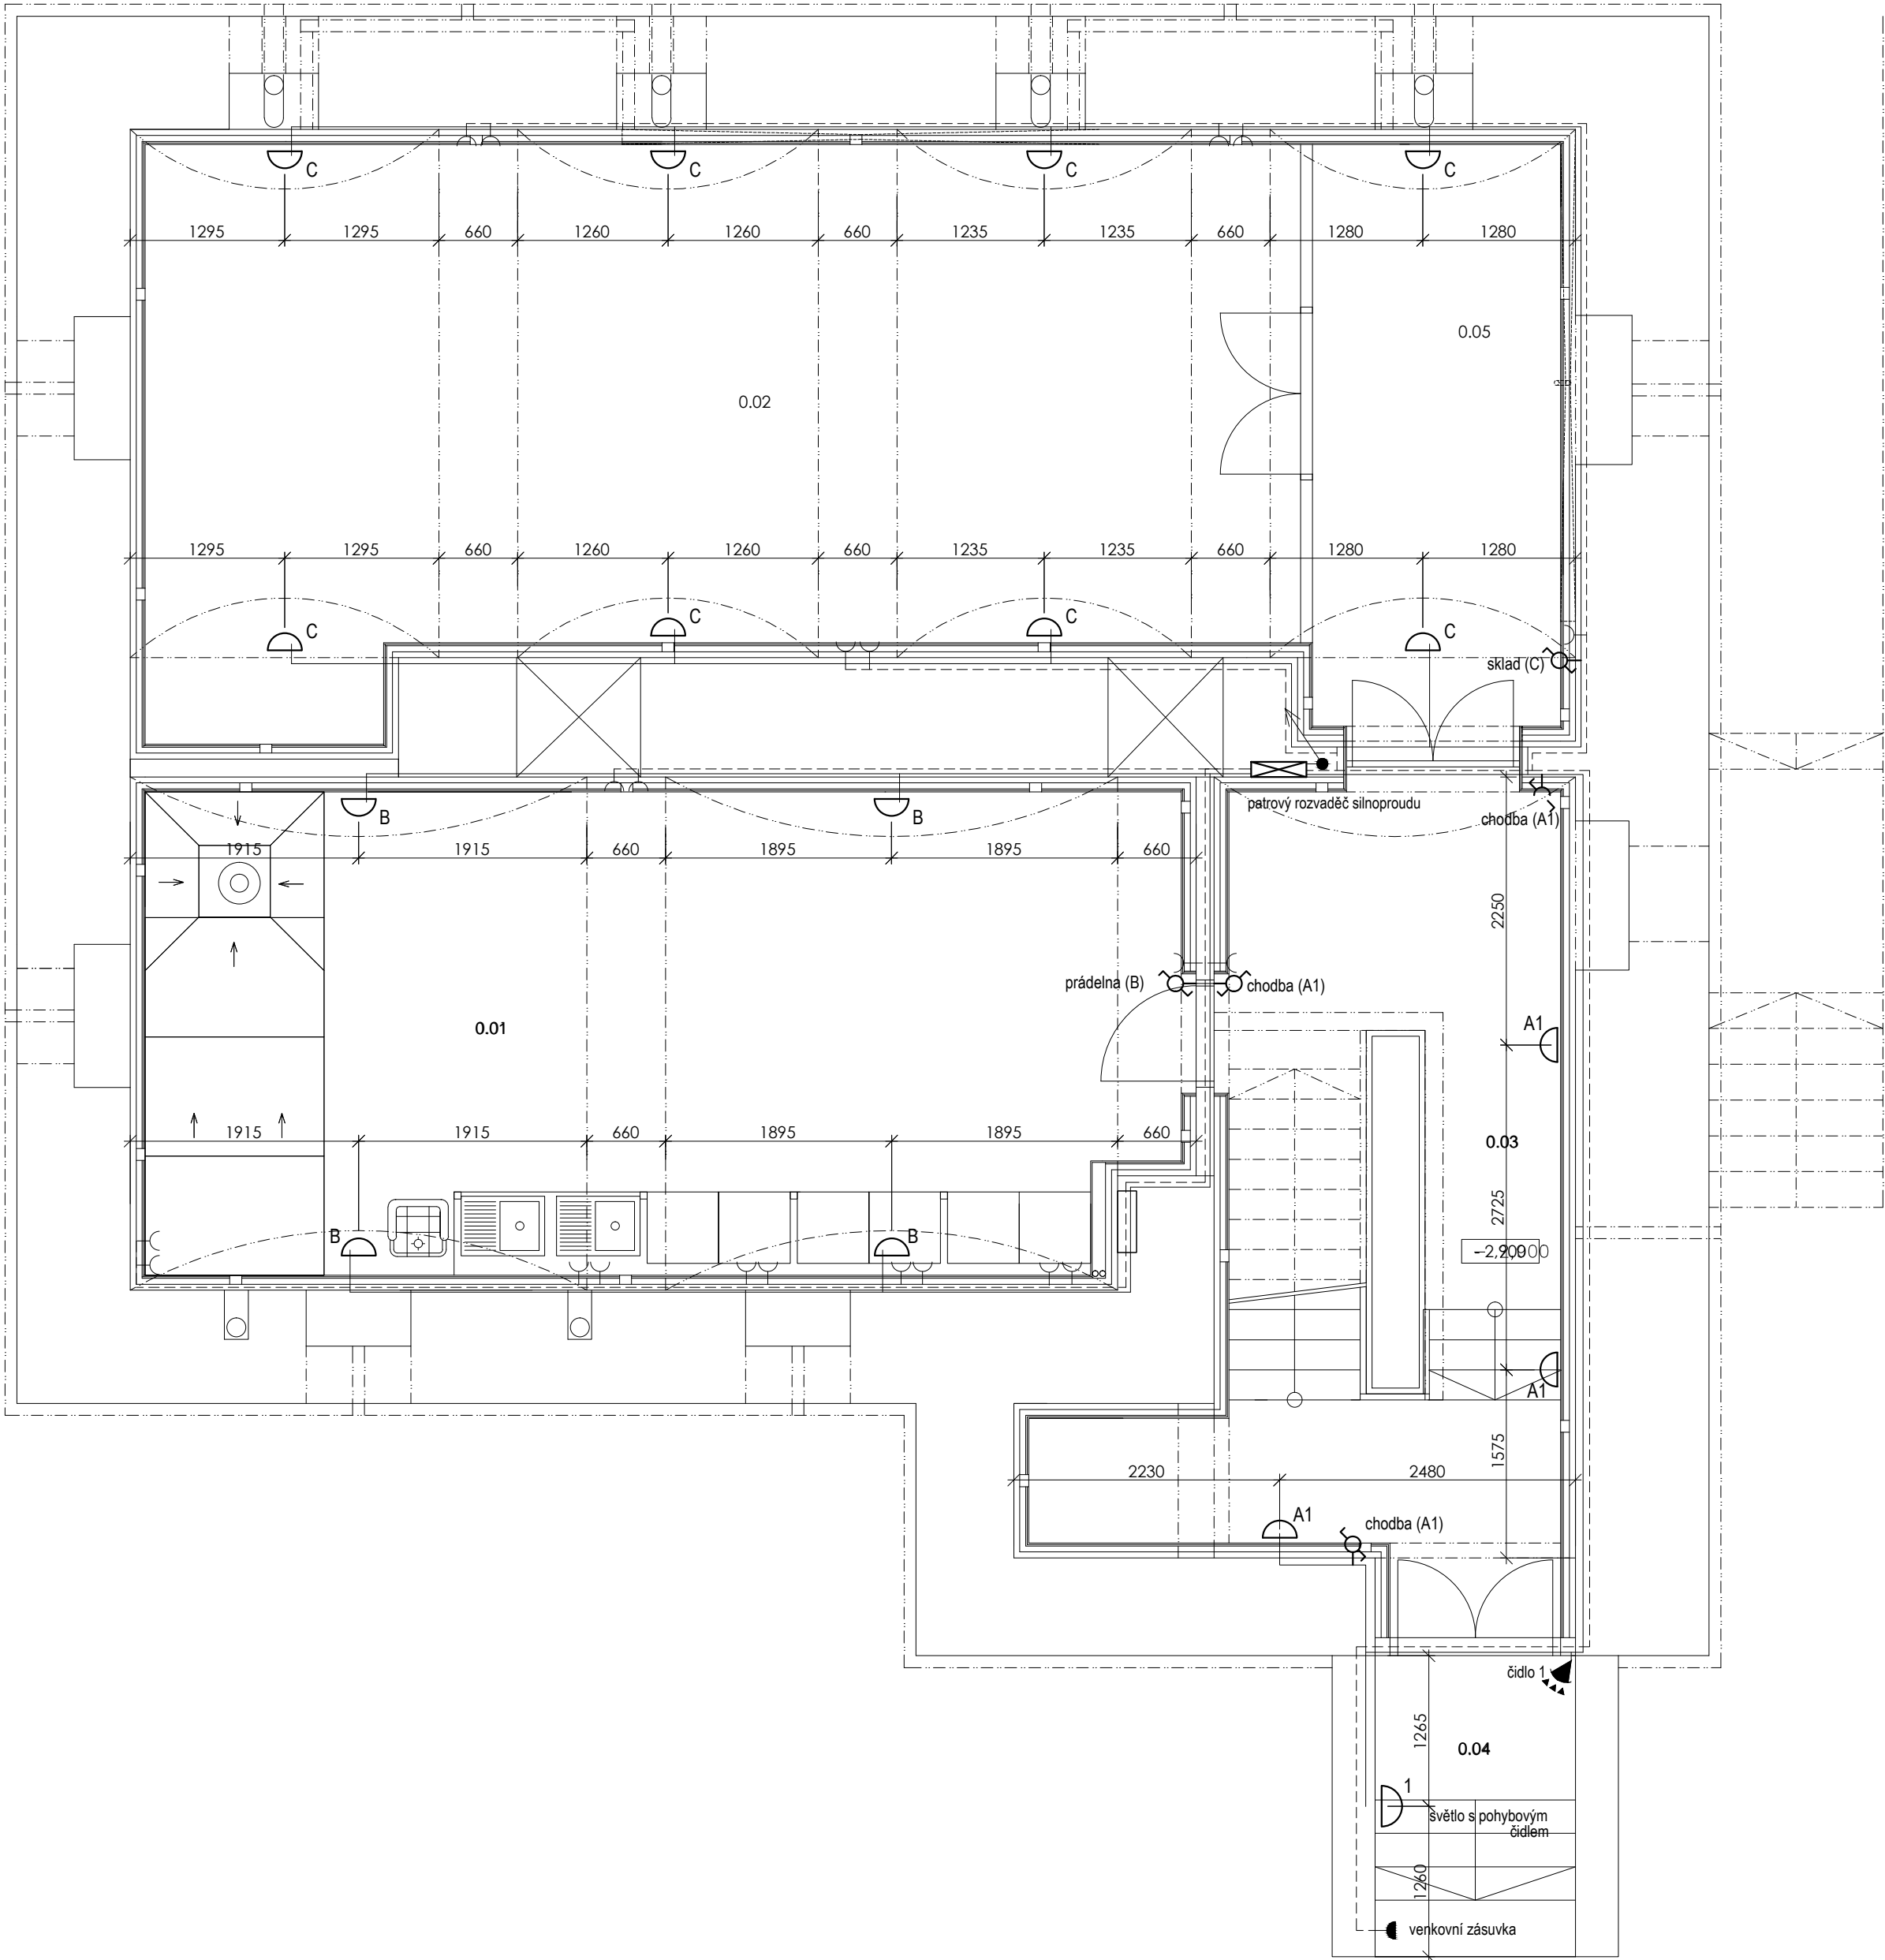 C C C C
1295 1295 660 1260 1260 660 1235 1235 660 1280 1280
0.05
0.02
1295 1295 660 1260 1260 660 1235 1235 660 1280 1280
C C C C
sklad (C)
patrový rozvaděč silnoproudu
chodba (A1)
B B
1915 1915 660 1895 1895 660
2250
prádelna (B)
chodba (A1)
0.01
A1
1915 1915 660 1895 1895 660
0.03
2725
B B
A1
1575
2230 2480
A1
chodba (A1)
čidlo 1
1265
0.04
1
světlo s pohybovým
čidlem
1260
venkovní zásuvka